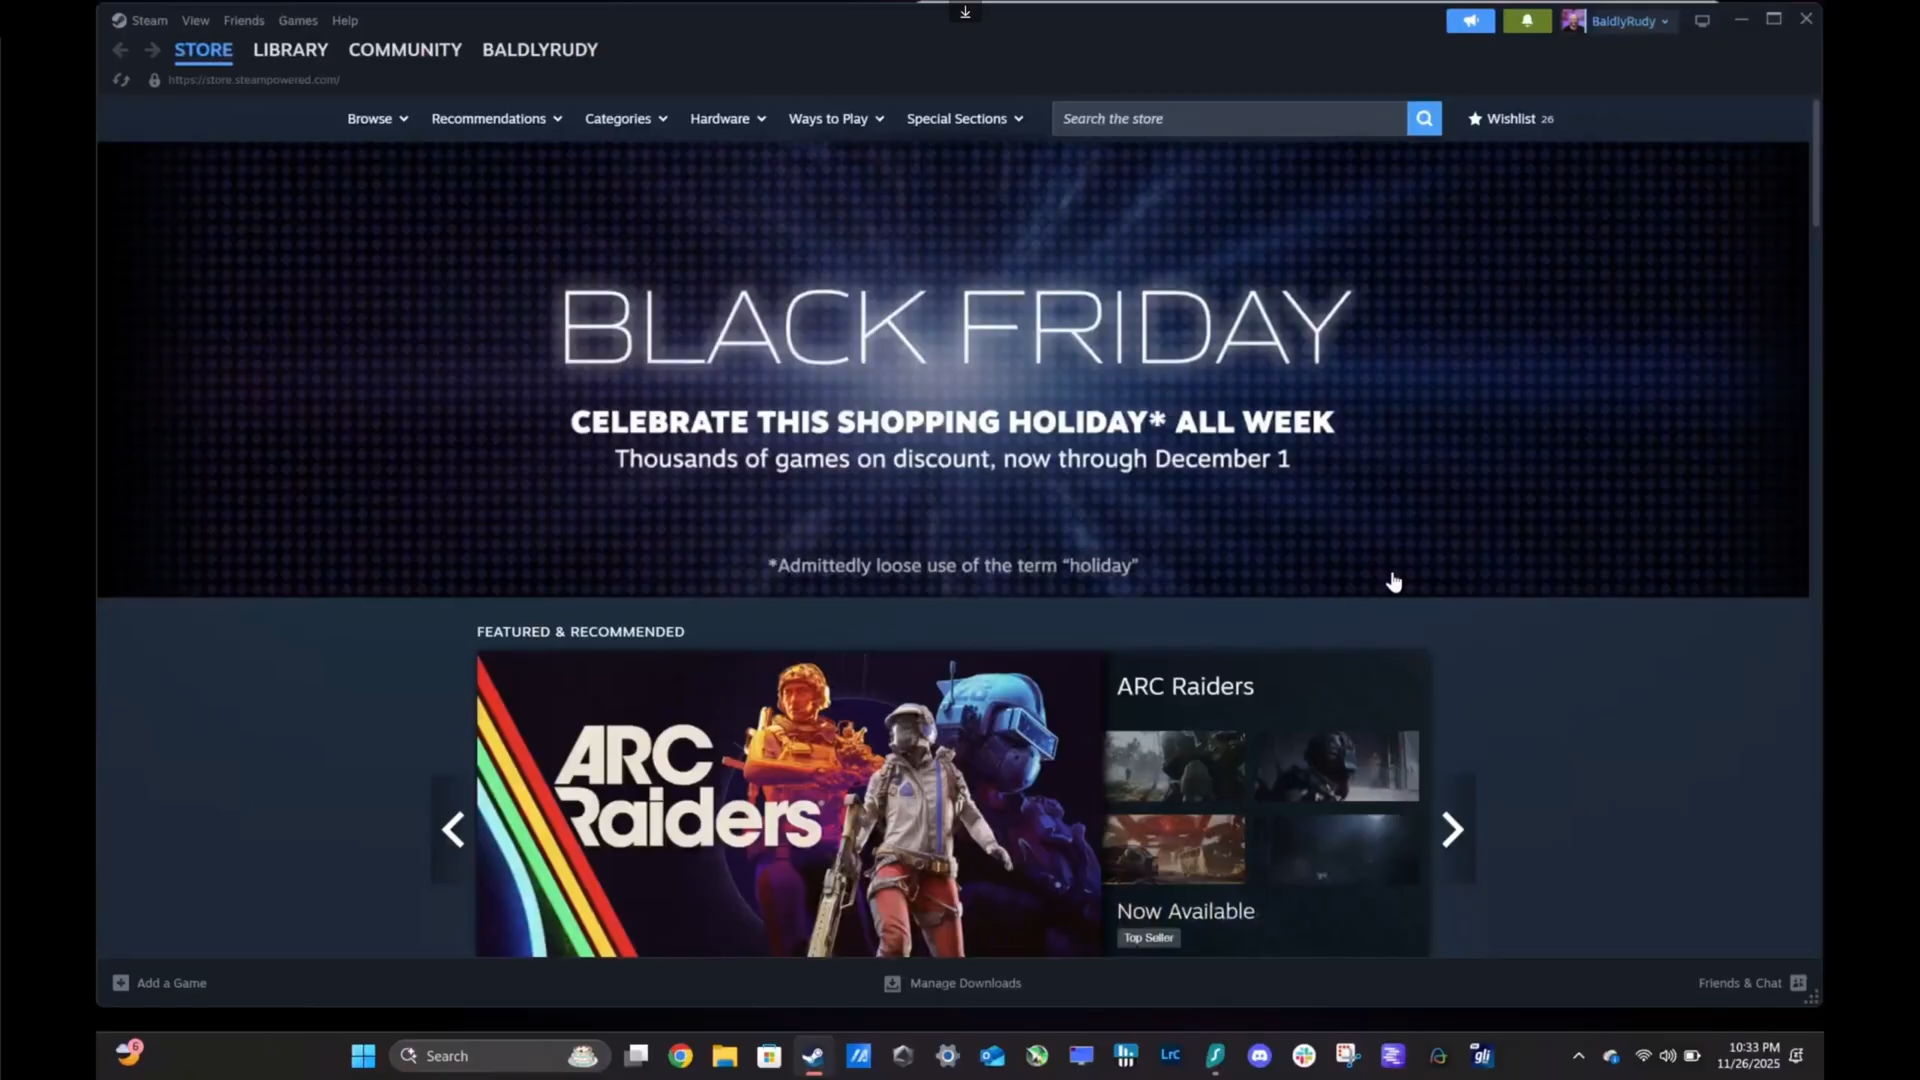 Steam View Friends Games Help BaldlyRudy
STORE LIBRARY COMMUNITY BALDLYRUDY
https://store.steampowered.com/
Browse Recommendations Categories Hardware Ways to Play Special Sections Search the store Wishlist 26
BLACK FRIDAY
CELEBRATE THIS SHOPPING HOLIDAY* ALL WEEK
Thousands of games on discount, now through December 1
*Admittedly loose use of the term “holiday”
FEATURED & RECOMMENDED
ARC Raiders
ARC
Raiders
Now Available
Top Seller
Add a Game Manage Downloads Friends & Chat
6 Search LrC gli 10:33 PM
11/26/2025